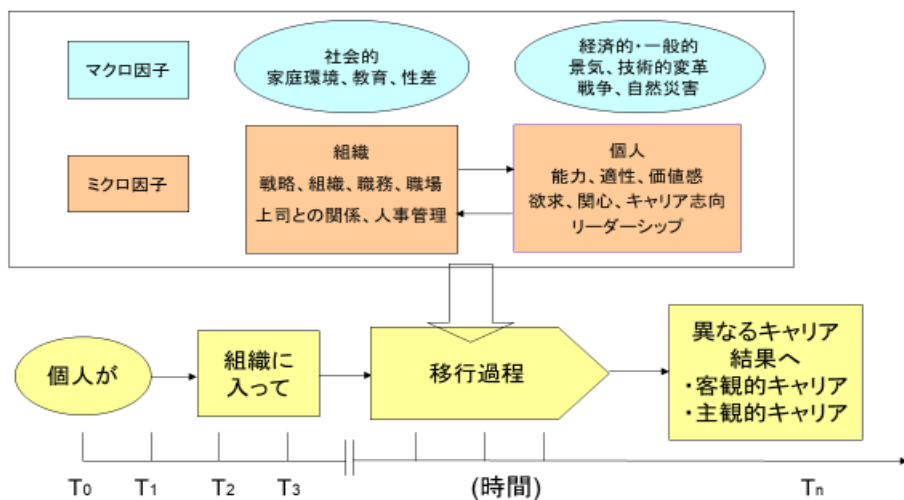 マクロ因子
社会的
家庭環境、教育、性差
経済的・一般的
景気、技術的変革
戦争、自然災害
ミクロ因子
組織
戦略、組織、職務、職場
上司との関係、人事管理
個人
能力、適性、価値感
欲求、関心、キャリア志向
リーダーシップ
個人が
組織に
入って
移行過程
異なるキャリア
結果へ
・客観的キャリア
・主観的キャリア
T0 T1 T2 T3 (時間) Tn